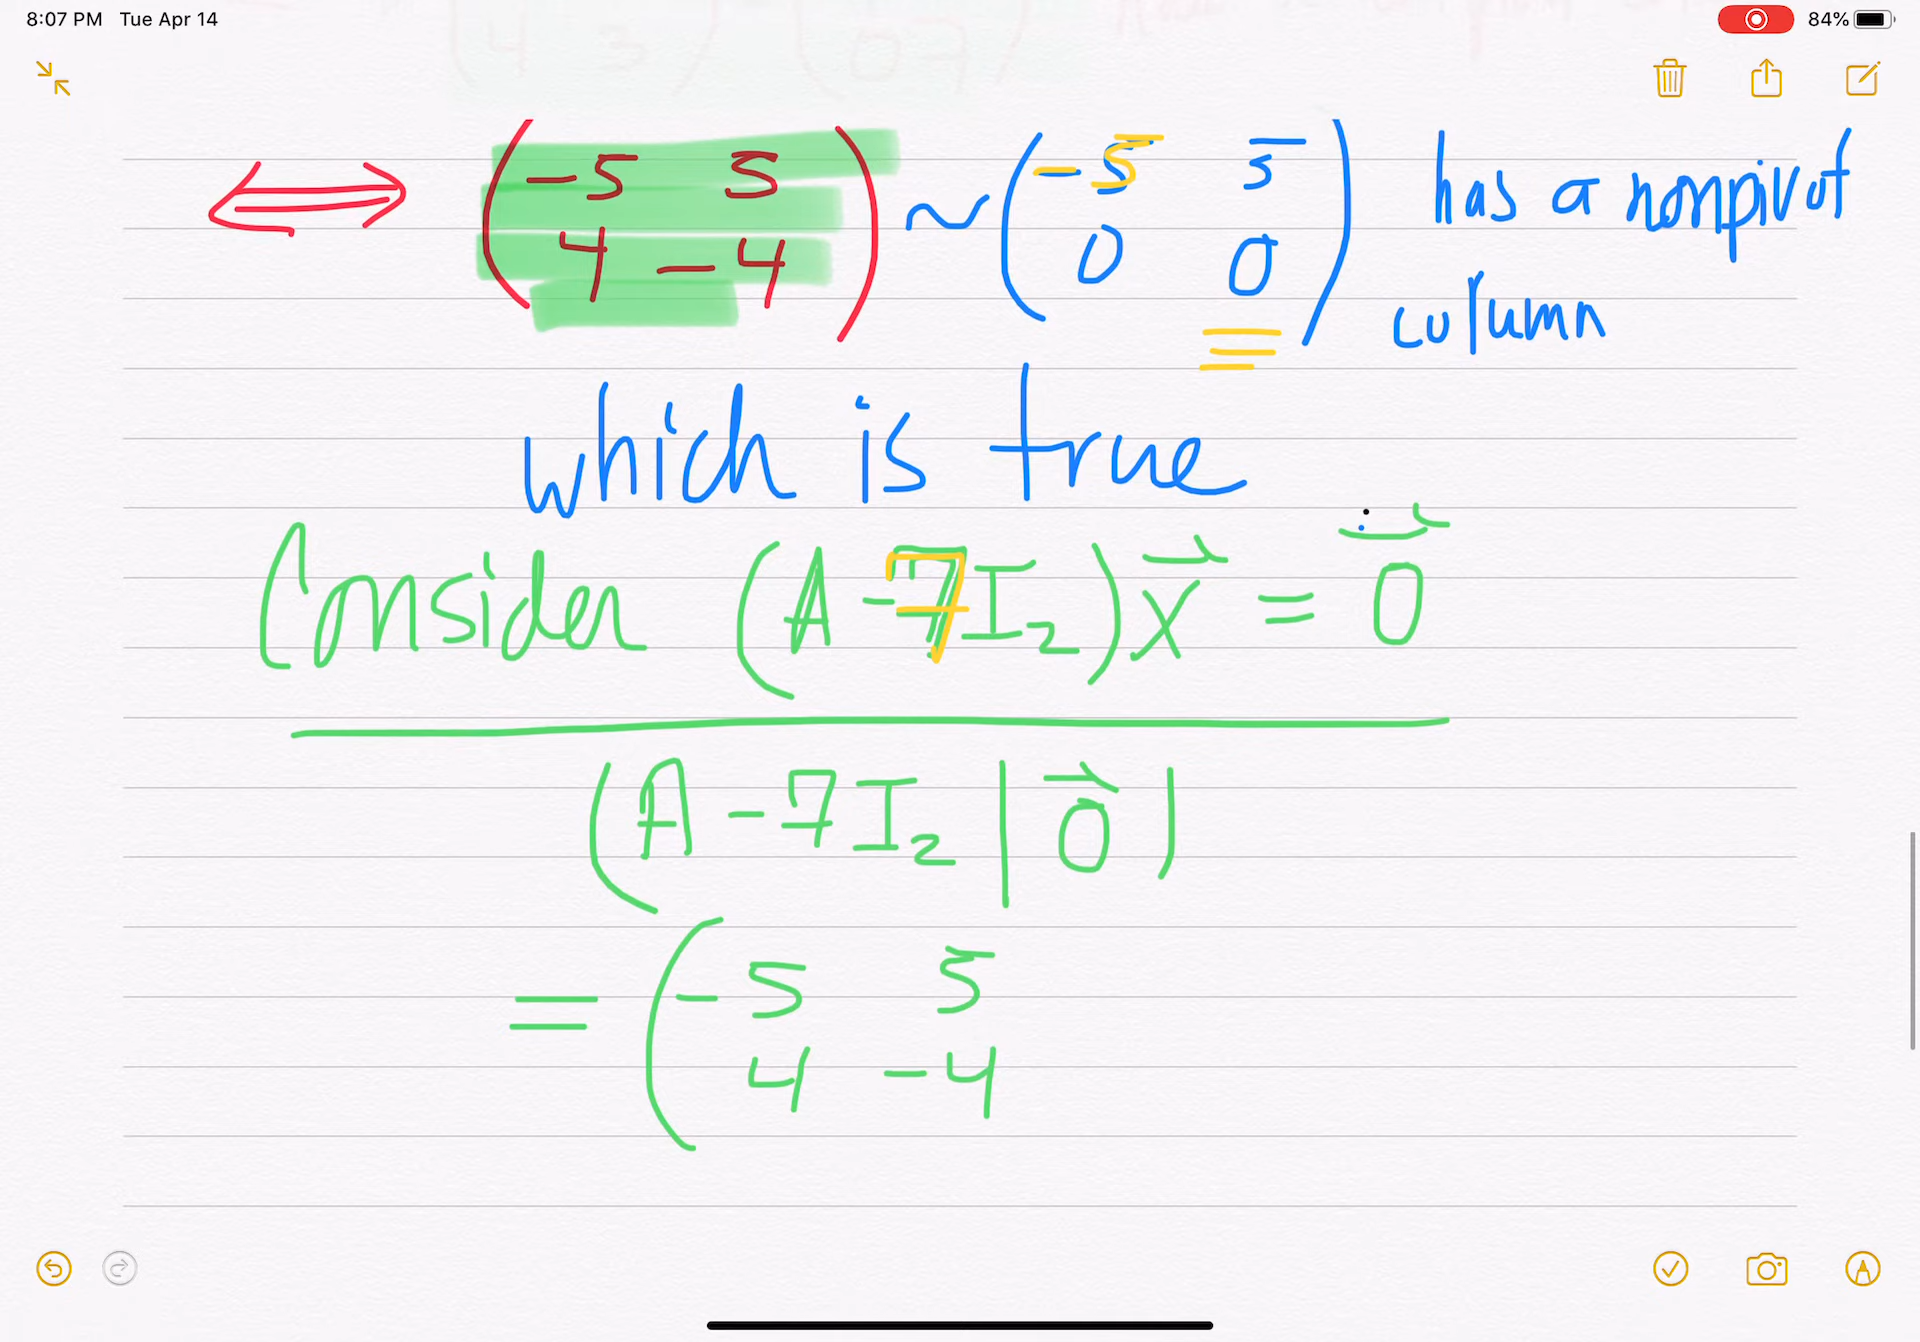 8:07 PM Tue Apr 14 84%
⟺ ( -5 5 ) ~ ( -5 5 ) has a nonpivot
( 4 -4 ) ( 0 0 ) column
which is true
Consider (A - 7I₂)x⃗ = 0⃗
(A - 7I₂ | 0⃗)
= ( -5 5
4 -4